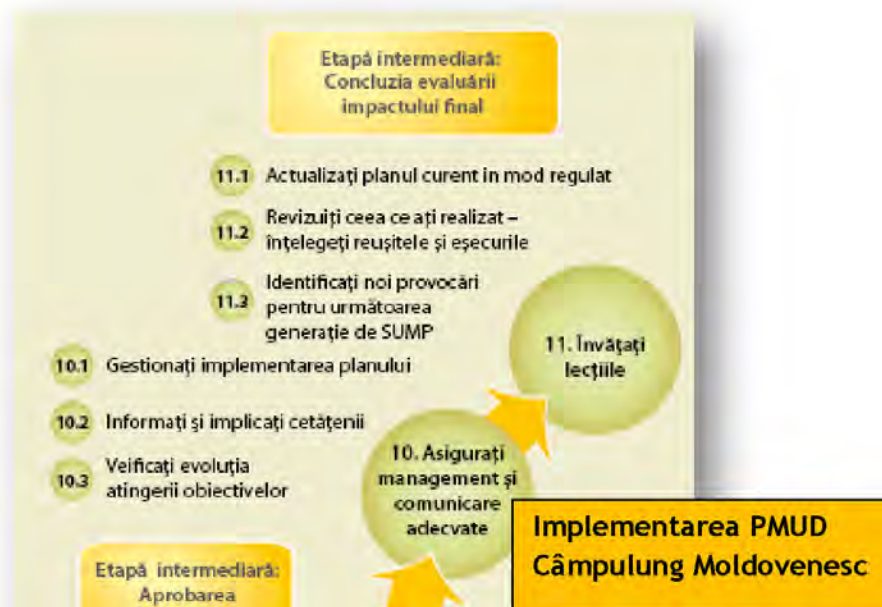 Etapă intermediară:
Concluzia evaluării
impactului final
11.1 Actualizați planul curent in mod regulat
11.2 Revizuiți ceea ce ați realizat –
înțelegeți reușitele și eșecurile
11.3 Identificați noi provocări
pentru următoarea
generație de SUMP
11. Învățați
lecțiile
10.1 Gestionați implementarea planului
10.2 Informați și implicați cetățenii
10.3 Veificați evoluția
atingerii obiectivelor
10. Asigurați
management și
comunicare
adecvate
Implementarea PMUD
Câmpulung Moldovenesc
Etapă intermediară:
Aprobarea